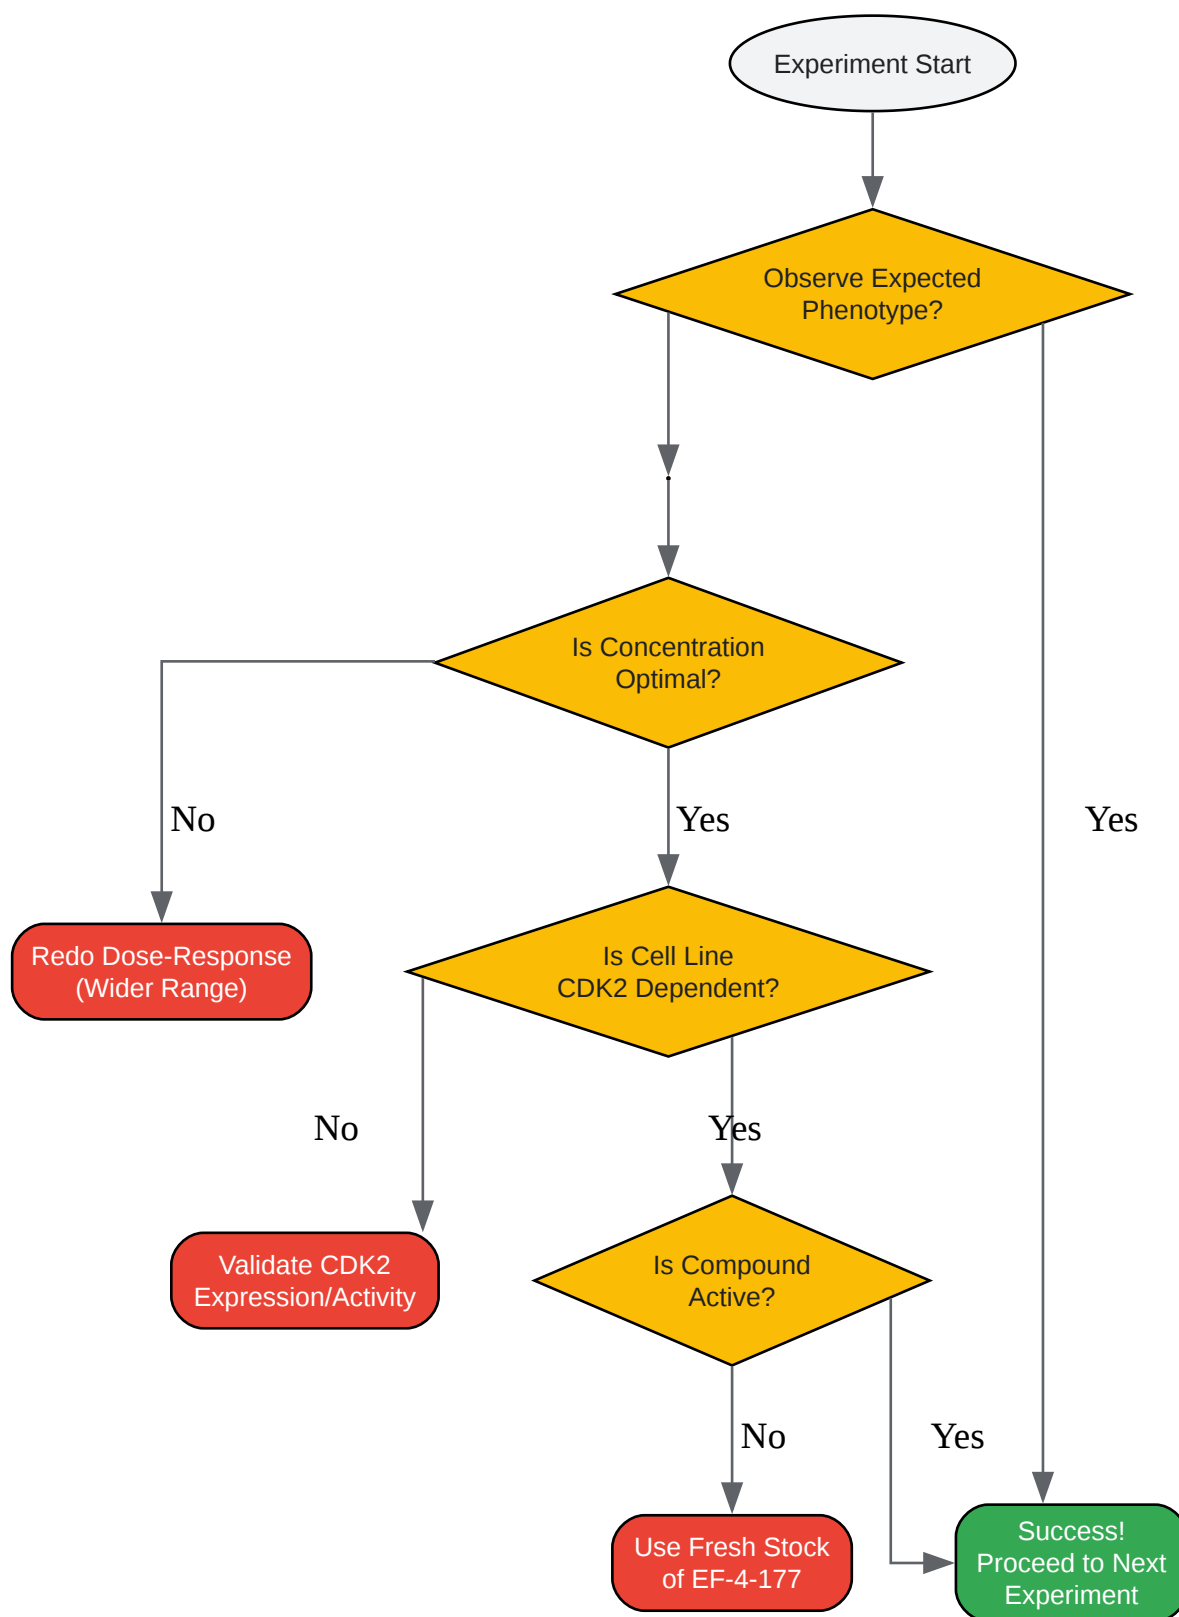 Experiment Start
Observe Expected
Phenotype?
Is Concentration
Optimal?
No
Yes
Yes
Redo Dose-Response
(Wider Range)
Is Cell Line
CDK2 Dependent?
No
Yes
Validate CDK2
Expression/Activity
Is Compound
Active?
No
Yes
Use Fresh Stock
of EF-4-177
Success!
Proceed to Next
Experiment